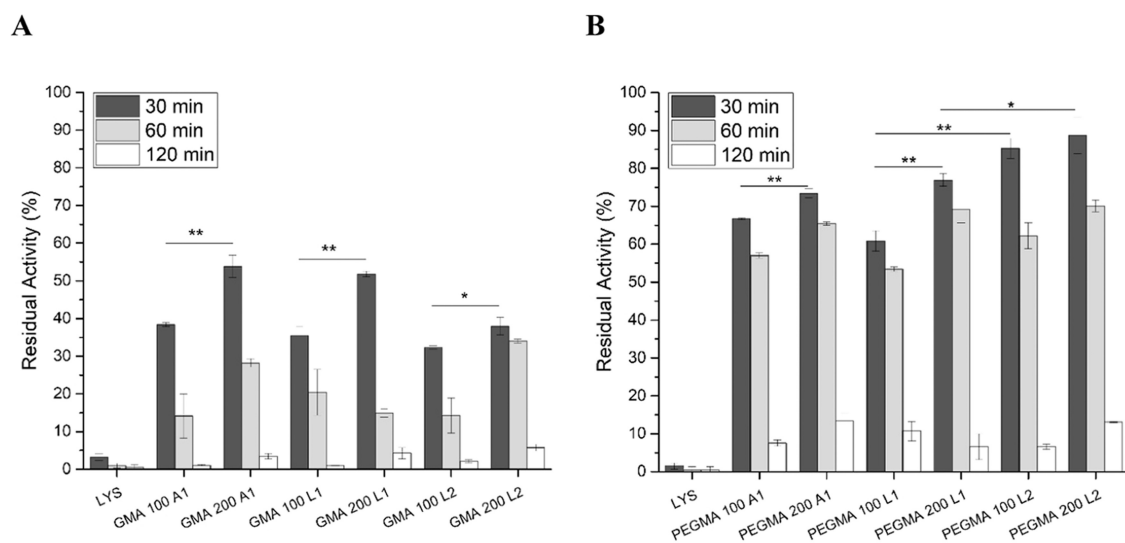 A
100
90
80
70
60
50
40
30
20
10
0
Residual Activity (%)
30 min
60 min
120 min
**
**
*
LYS
GMA 100 A1
GMA 200 A1
GMA 100 L1
GMA 200 L1
GMA 100 L2
GMA 200 L2
B
100
90
80
70
60
50
40
30
20
10
0
Residual Activity (%)
30 min
60 min
120 min
**
**
**
*
LYS
PEGMA 100 A1
PEGMA 200 A1
PEGMA 100 L1
PEGMA 200 L1
PEGMA 100 L2
PEGMA 200 L2